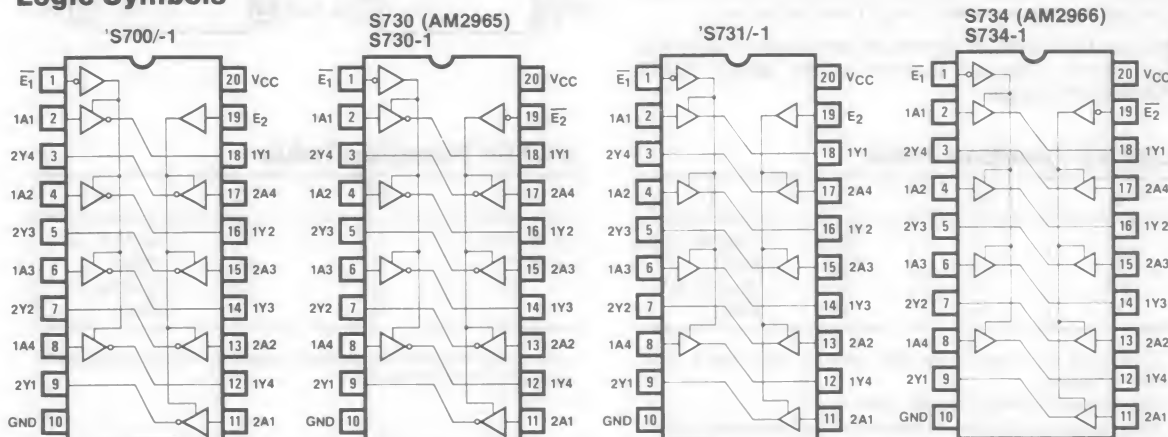 Logic Symbols
'S700/-1
E̅1̅ 1 20 VCC
1A1 2 19 E2
2Y4 3 18 1Y1
1A2 4 17 2A4
2Y3 5 16 1Y2
1A3 6 15 2A3
2Y2 7 14 1Y3
1A4 8 13 2A2
2Y1 9 12 1Y4
GND 10 11 2A1
S730 (AM2965)
S730-1
E̅1̅ 1 20 VCC
1A1 2 19 E̅2̅
2Y4 3 18 1Y1
1A2 4 17 2A4
2Y3 5 16 1Y2
1A3 6 15 2A3
2Y2 7 14 1Y3
1A4 8 13 2A2
2Y1 9 12 1Y4
GND 10 11 2A1
'S731/-1
E̅1̅ 1 20 VCC
1A1 2 19 E2
2Y4 3 18 1Y1
1A2 4 17 2A4
2Y3 5 16 1Y2
1A3 6 15 2A3
2Y2 7 14 1Y3
1A4 8 13 2A2
2Y1 9 12 1Y4
GND 10 11 2A1
S734 (AM2966)
S734-1
E̅1̅ 1 20 VCC
1A1 2 19 E̅2̅
2Y4 3 18 1Y1
1A2 4 17 2A4
2Y3 5 16 1Y2
1A3 6 15 2A3
2Y2 7 14 1Y3
1A4 8 13 2A2
2Y1 9 12 1Y4
GND 10 11 2A1